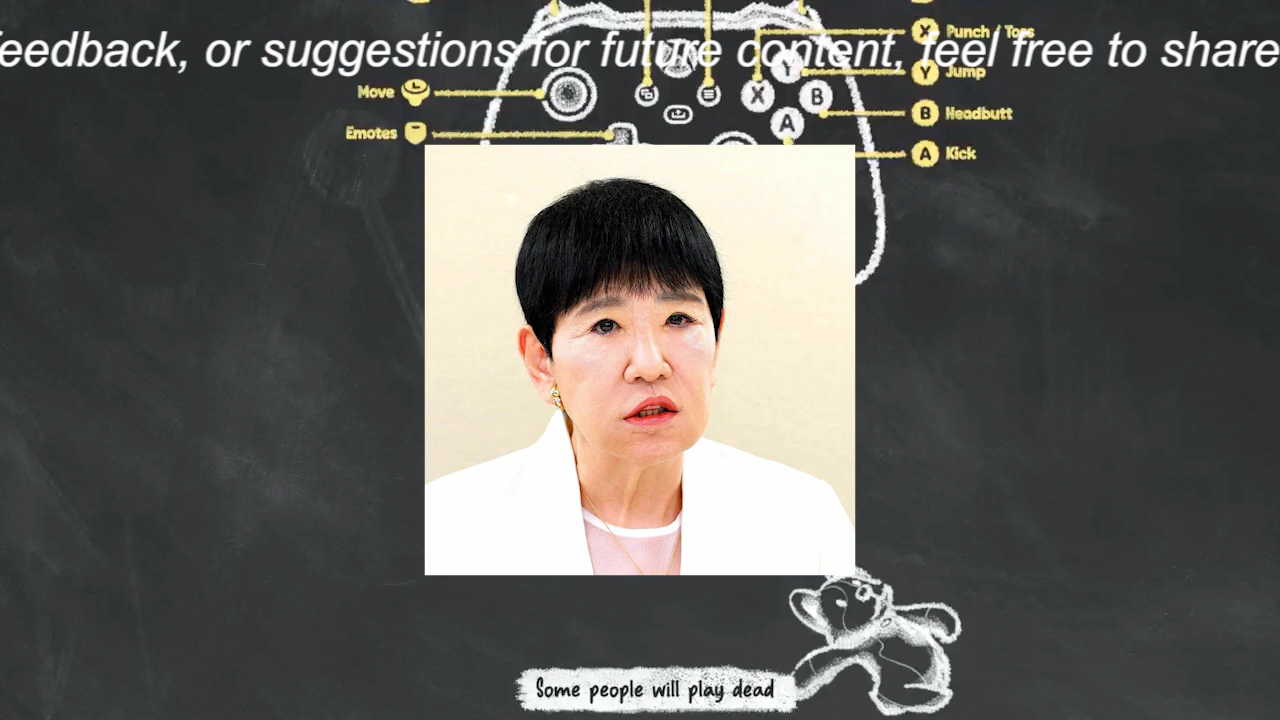 Punch / Toss
feedback, or suggestions for future content, feel free to share
Y
Y Jump
Move
X
B
B Headbutt
A
Emotes
A Kick
Some people will play dead